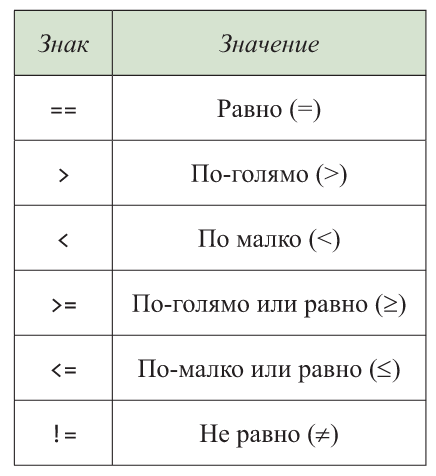 Знак Значение
== Равно (=)
> По-голямо (>)
< По малко (<)
>= По-голямо или равно (≥)
<= По-малко или равно (≤)
!= Не равно (≠)